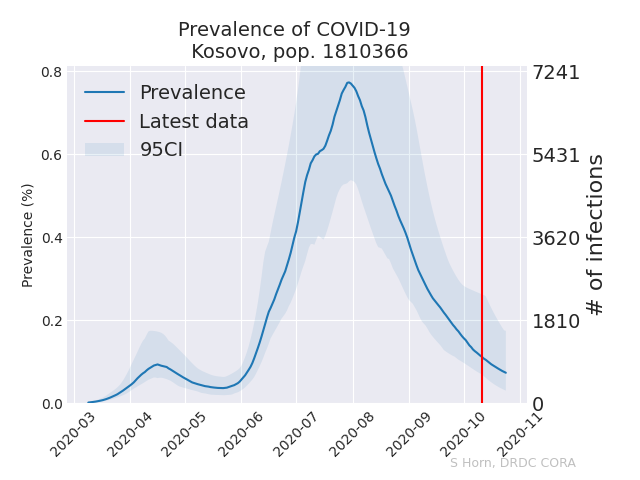 Prevalence of COVID-19
Kosovo, pop. 1810366
Prevalence
Latest data
95CI
Prevalence (%)
0.8
0.6
0.4
0.2
0.0
7241
5431
3620
1810
0
# of infections
2020-03
2020-04
2020-05
2020-06
2020-07
2020-08
2020-09
2020-10
2020-11
S Horn, DRDC CORA